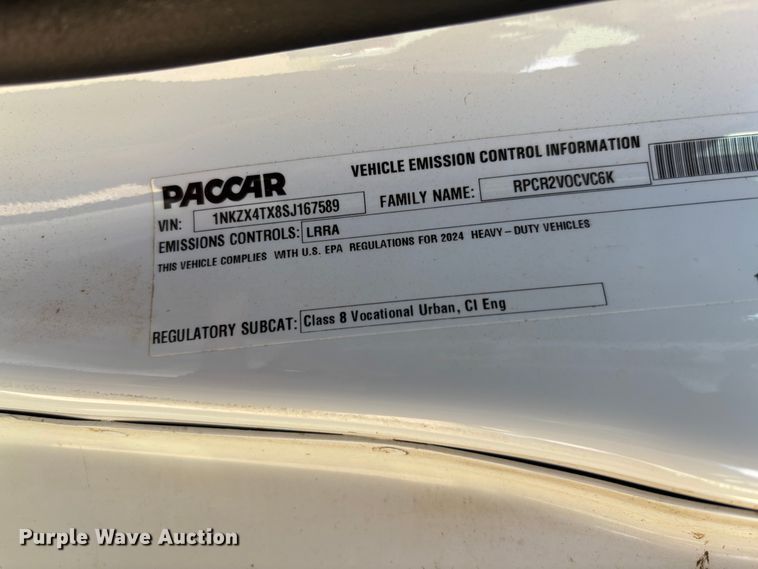 PACCAR VEHICLE EMISSION CONTROL INFORMATION
VIN: 1NKZX4TX8SJ167589 FAMILY NAME: RPCR2VOCVC6K
EMISSIONS CONTROLS: LRRA
THIS VEHICLE COMPLIES WITH U.S. EPA REGULATIONS FOR 2024 HEAVY-DUTY VEHICLES
REGULATORY SUBCAT: Class 8 Vocational Urban, CI Eng
Purple Wave Auction